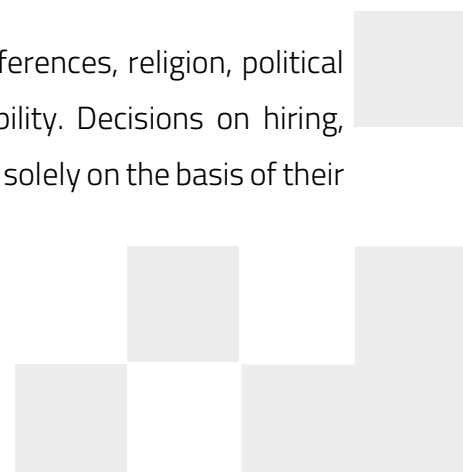 ferences, religion, political
bility. Decisions on hiring,
solely on the basis of their